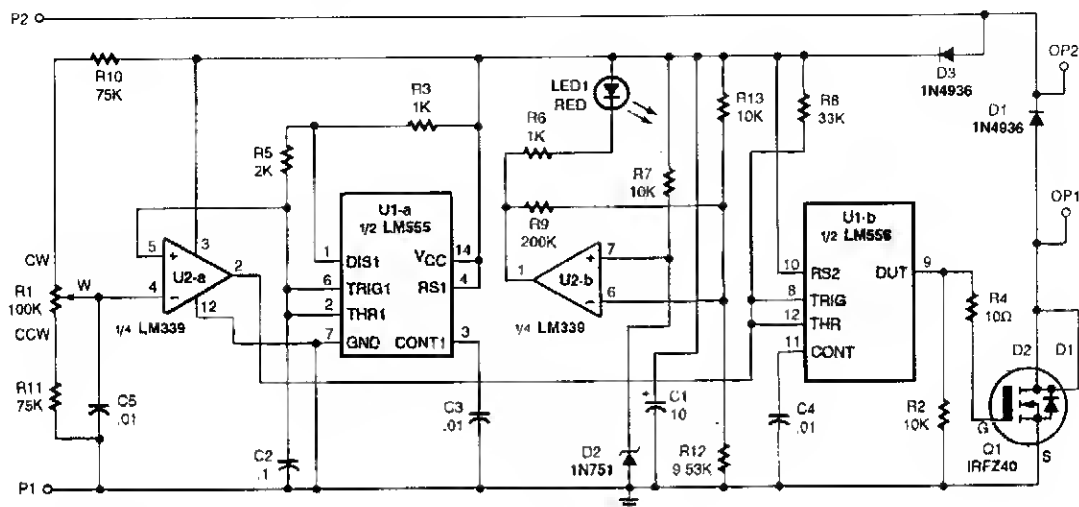 P2
R10
75K
R3
1K
LED1
RED
R6
1K
R13
10K
R8
33K
D3
1N4936
OP2
D1
1N4936
R5
2K
R7
10K
OP1
U1-a
1/2 LM555
R9
200K
U1-b
1/2 LM556
5
+
3
U2-a
2
4
−
12
1/4 LM339
CW
R1
100K
W
CCW
1
DIS1
VCC
14
6
TRIG1
RS1
4
2
THR1
7
GND
CONT1
3
1
U2-b
+
7
−
6
1/4 LM339
10
RS2
DUT
9
8
TRIG
12
THR
11
CONT
R4
10Ω
D2
D1
R11
75K
C5
.01
C2
.1
C3
.01
C1
+
10
D2
1N751
R12
9 53K
C4
.01
R2
10K
G
Q1
IRFZ40
S
P1